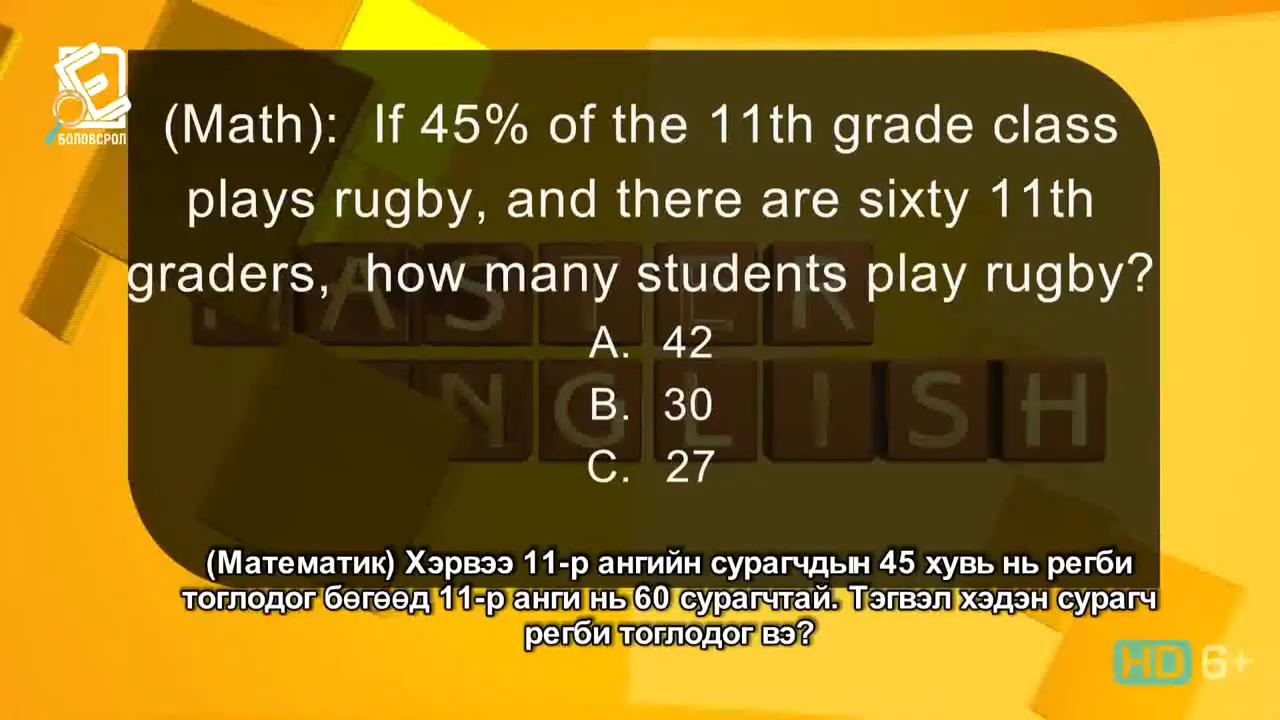 БОЛОВСРОЛ
(Math): If 45% of the 11th grade class
plays rugby, and there are sixty 11th
graders, how many students play rugby?
A. 42
B. 30
C. 27
MASTER
ENGLISH
(Математик) Хэрвээ 11-р ангийн сурагчдын 45 хувь нь регби
тоглодог бөгөөд 11-р анги нь 60 сурагчтай. Тэгвэл хэдэн сурагч
регби тоглодог вэ?
HD 6+